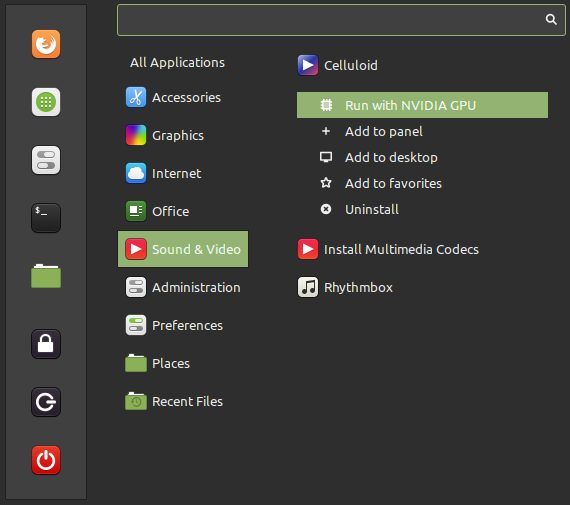 $_
All Applications
Accessories
Graphics
Internet
Office
Sound & Video
Administration
Preferences
Places
Recent Files
Celluloid
Run with NVIDIA GPU
Add to panel
Add to desktop
Add to favorites
Uninstall
Install Multimedia Codecs
Rhythmbox